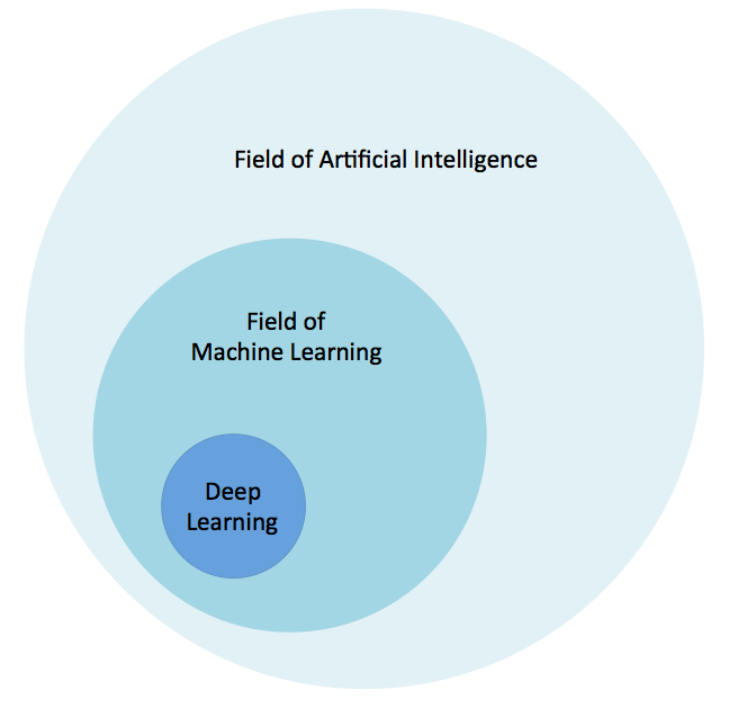 Field of Artificial Intelligence
Field of
Machine Learning
Deep
Learning